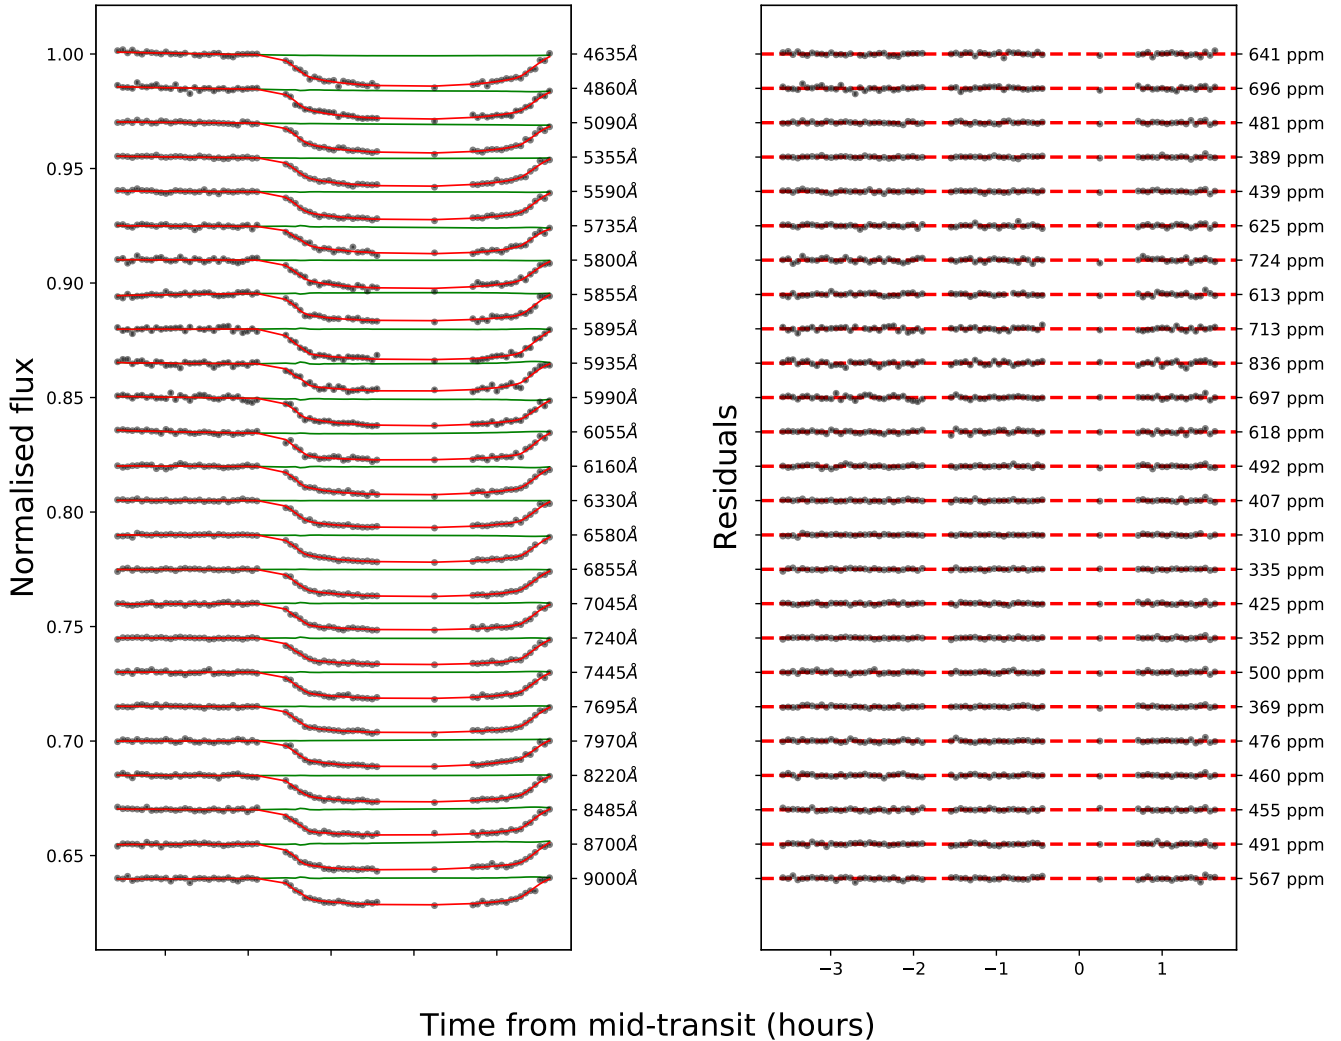 Normalised flux
1.00
0.95
0.90
0.85
0.80
0.75
0.70
0.65
4635Å
4860Å
5090Å
5355Å
5590Å
5735Å
5800Å
5855Å
5895Å
5935Å
5990Å
6055Å
6160Å
6330Å
6580Å
6855Å
7045Å
7240Å
7445Å
7695Å
7970Å
8220Å
8485Å
8700Å
9000Å
Residuals
641 ppm
696 ppm
481 ppm
389 ppm
439 ppm
625 ppm
724 ppm
613 ppm
713 ppm
836 ppm
697 ppm
618 ppm
492 ppm
407 ppm
310 ppm
335 ppm
425 ppm
352 ppm
500 ppm
369 ppm
476 ppm
460 ppm
455 ppm
491 ppm
567 ppm
−3 −2 −1 0 1
Time from mid-transit (hours)